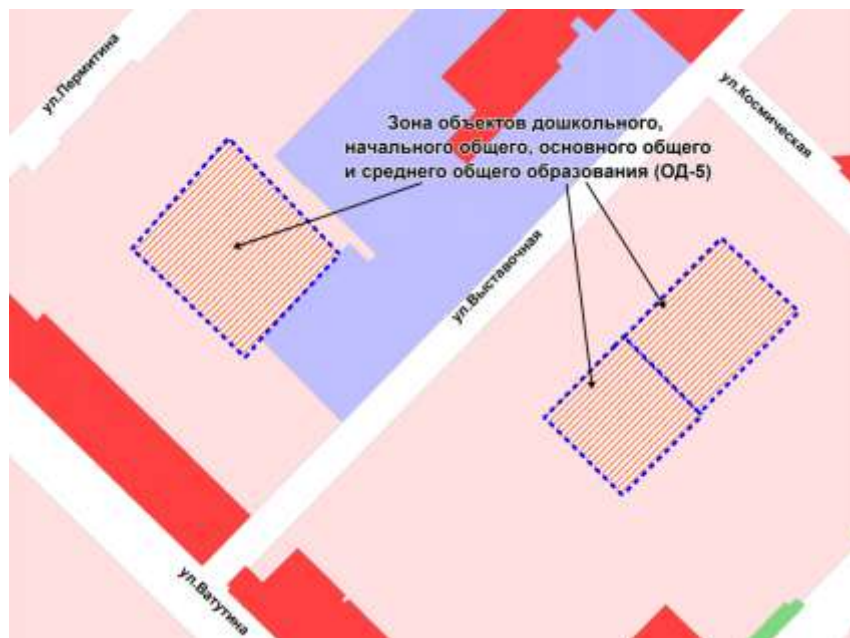 ул.Пермитина
ул.Космическая
Зона объектов дошкольного,
начального общего, основного общего
и среднего общего образования (ОД-5)
ул.Выставочная
ул.Ватутина